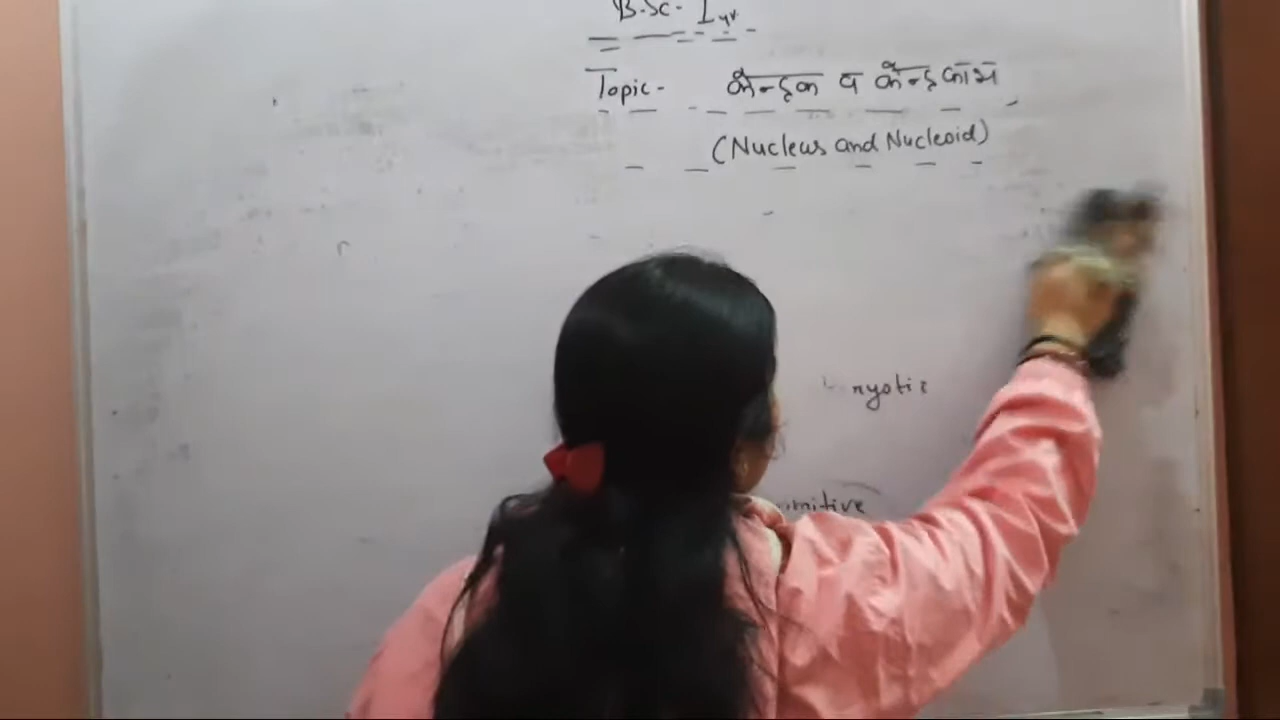 B.Sc. I yr
Topic- केन्द्रक व केन्द्रकाभ
(Nucleus and Nucleoid)